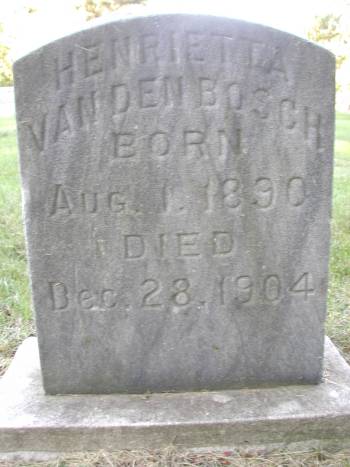 HENRIETTA
VAN DEN BOSCH
BORN
Aug. 1. 1890
DIED
Dec. 28. 1904